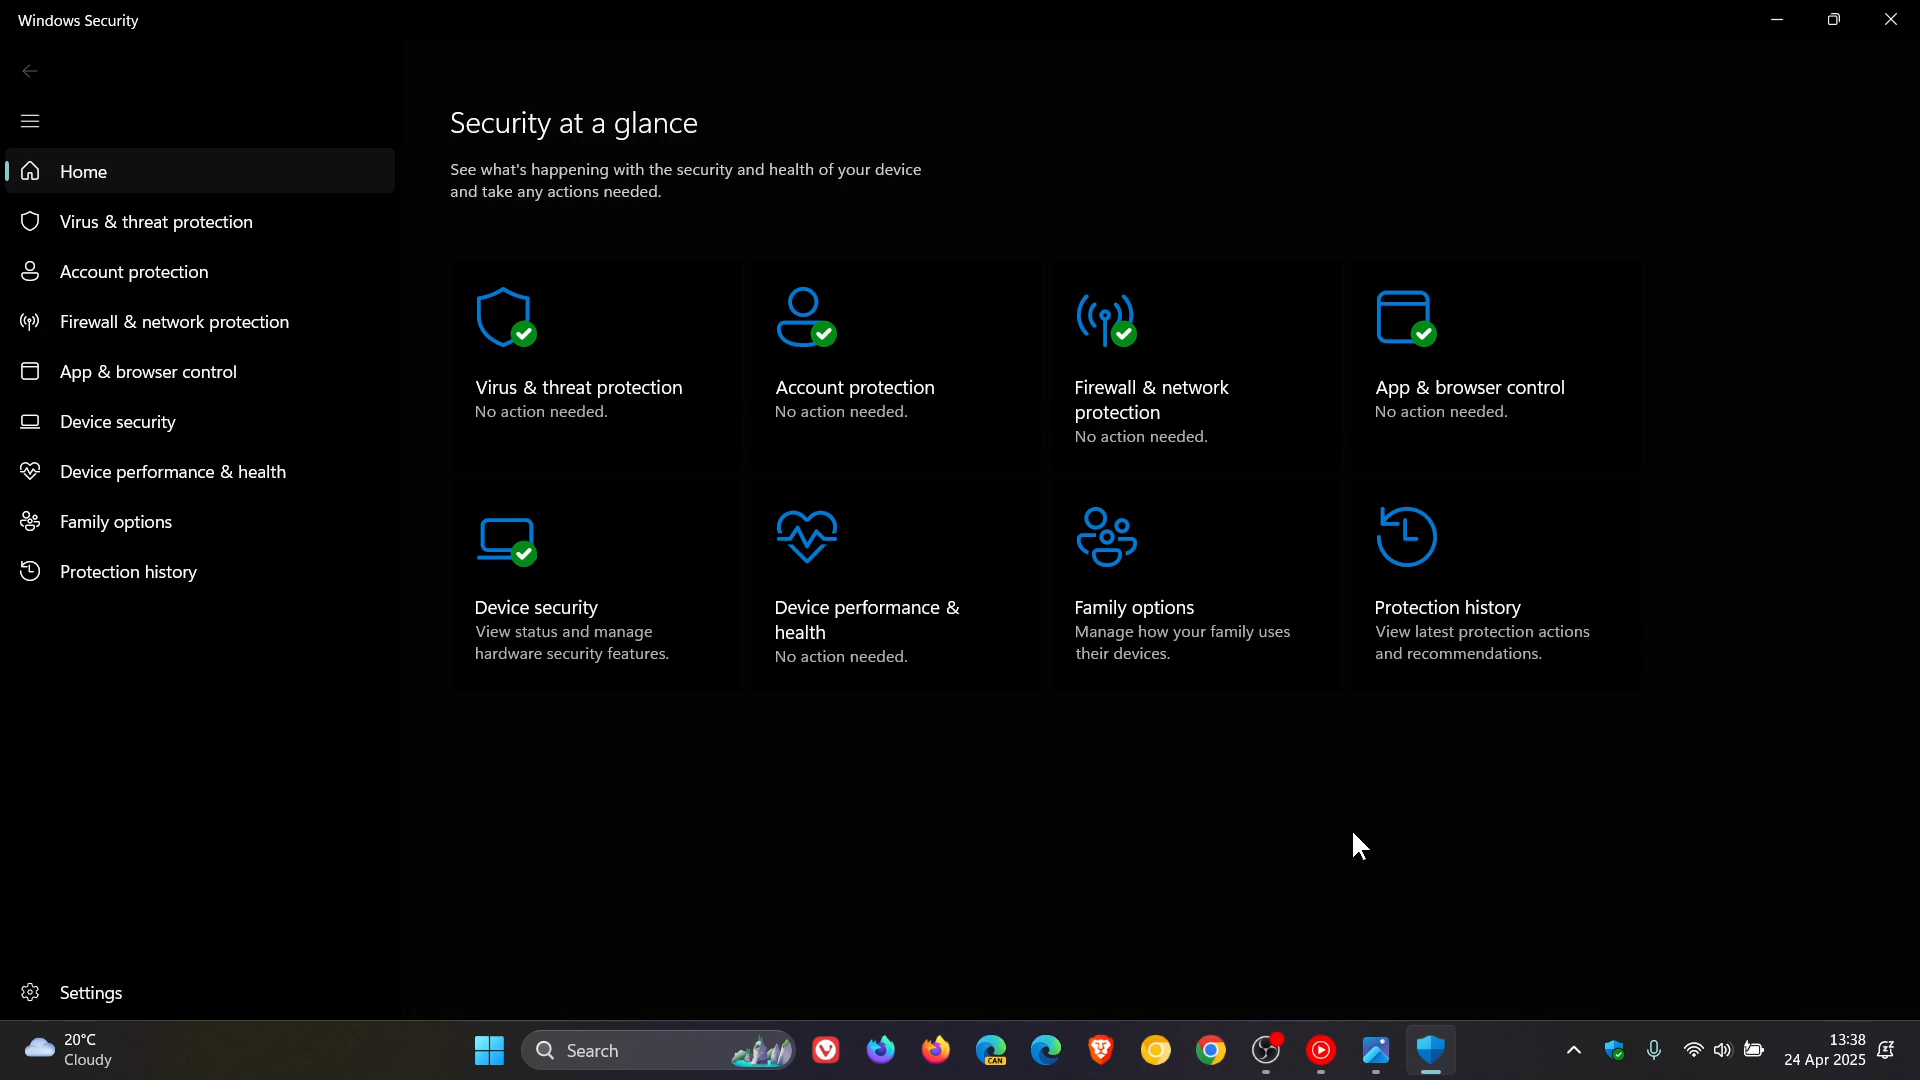 Windows Security
Home
Virus & threat protection
Account protection
Firewall & network protection
App & browser control
Device security
Device performance & health
Family options
Protection history
Settings
Security at a glance
See what's happening with the security and health of your device
and take any actions needed.
Virus & threat protection
No action needed.
Account protection
No action needed.
Firewall & network
protection
No action needed.
App & browser control
No action needed.
Device security
View status and manage
hardware security features.
Device performance &
health
No action needed.
Family options
Manage how your family uses
their devices.
Protection history
View latest protection actions
and recommendations.
20°C
Cloudy
Search
CAN
13:38
24 Apr 2025